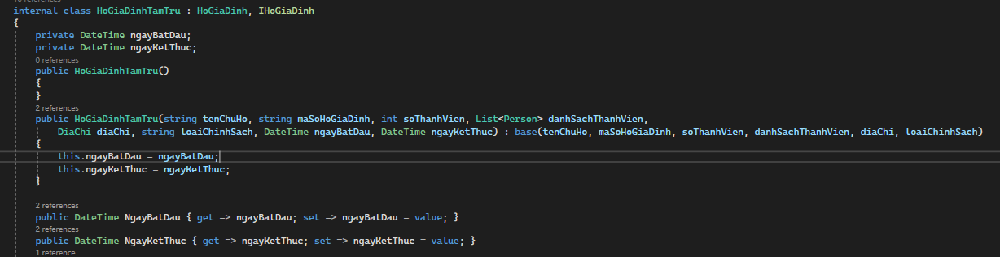 10 references
internal class HoGiaDinhTamTru : HoGiaDinh, IHoGiaDinh
{
private DateTime ngayBatDau;
private DateTime ngayKetThuc;
0 references
public HoGiaDinhTamTru()
{
}
2 references
public HoGiaDinhTamTru(string tenChuHo, string maSoHoGiaDinh, int soThanhVien, List<Person> danhSachThanhVien,
DiaChi diaChi, string loaiChinhSach, DateTime ngayBatDau, DateTime ngayKetThuc) : base(tenChuHo, maSoHoGiaDinh, soThanhVien, danhSachThanhVien, diaChi, loaiChinhSach)
{
this.ngayBatDau = ngayBatDau;
this.ngayKetThuc = ngayKetThuc;
}
2 references
public DateTime NgayBatDau { get => ngayBatDau; set => ngayBatDau = value; }
2 references
public DateTime NgayKetThuc { get => ngayKetThuc; set => ngayKetThuc = value; }
1 reference